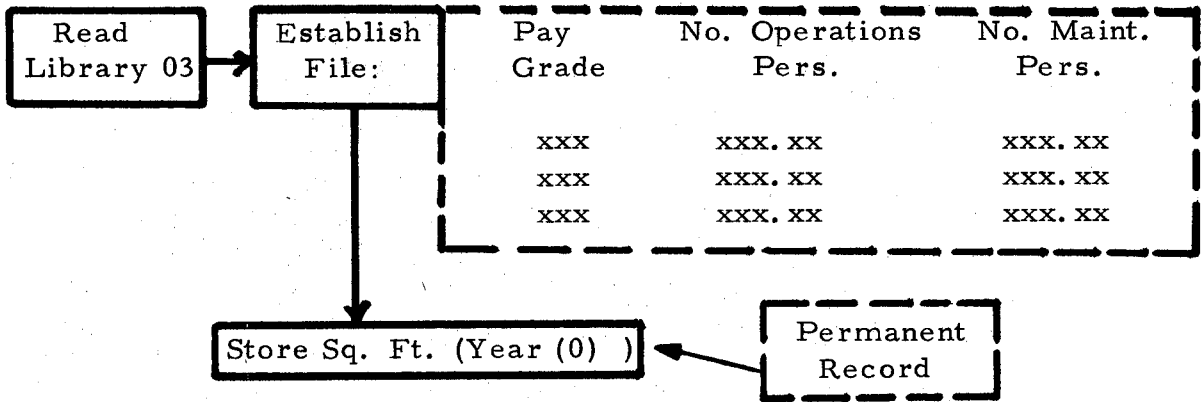 Read
Library 03
Establish
File:
Pay Grade
No. Operations Pers.
No. Maint. Pers.
xxx xxx.xx xxx.xx
xxx xxx.xx xxx.xx
xxx xxx.xx xxx.xx
Store Sq. Ft. (Year (0) )
Permanent
Record